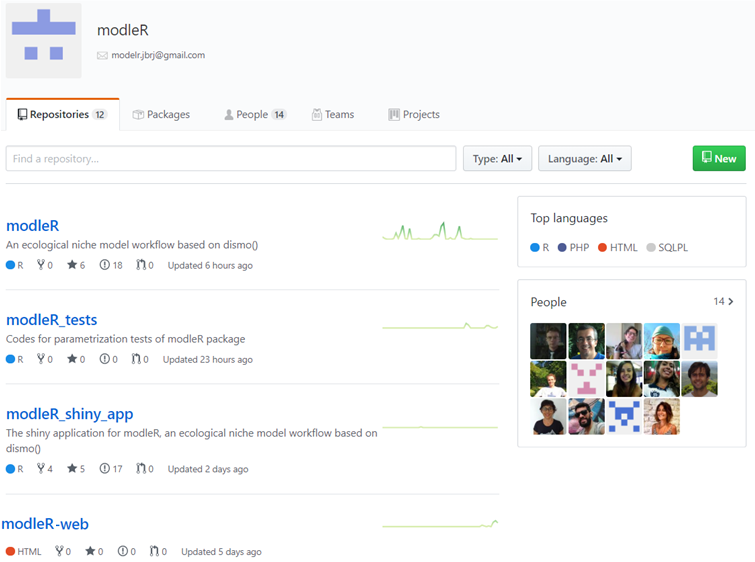 modleR
modelr.jbrj@gmail.com
Repositories 12 Packages People 14 Teams Projects
Find a repository... Type: All Language: All New
modleR
An ecological niche model workflow based on dismo()
R 0 6 18 0 Updated 6 hours ago
modleR_tests
Codes for parametrization tests of modleR package
R 0 0 0 0 Updated 23 hours ago
modleR_shiny_app
The shiny application for modleR, an ecological niche model workflow based on
dismo()
R 4 5 17 0 Updated 2 days ago
modleR-web
HTML 0 0 0 0 Updated 5 days ago
Top languages
R PHP HTML SQLPL
People 14